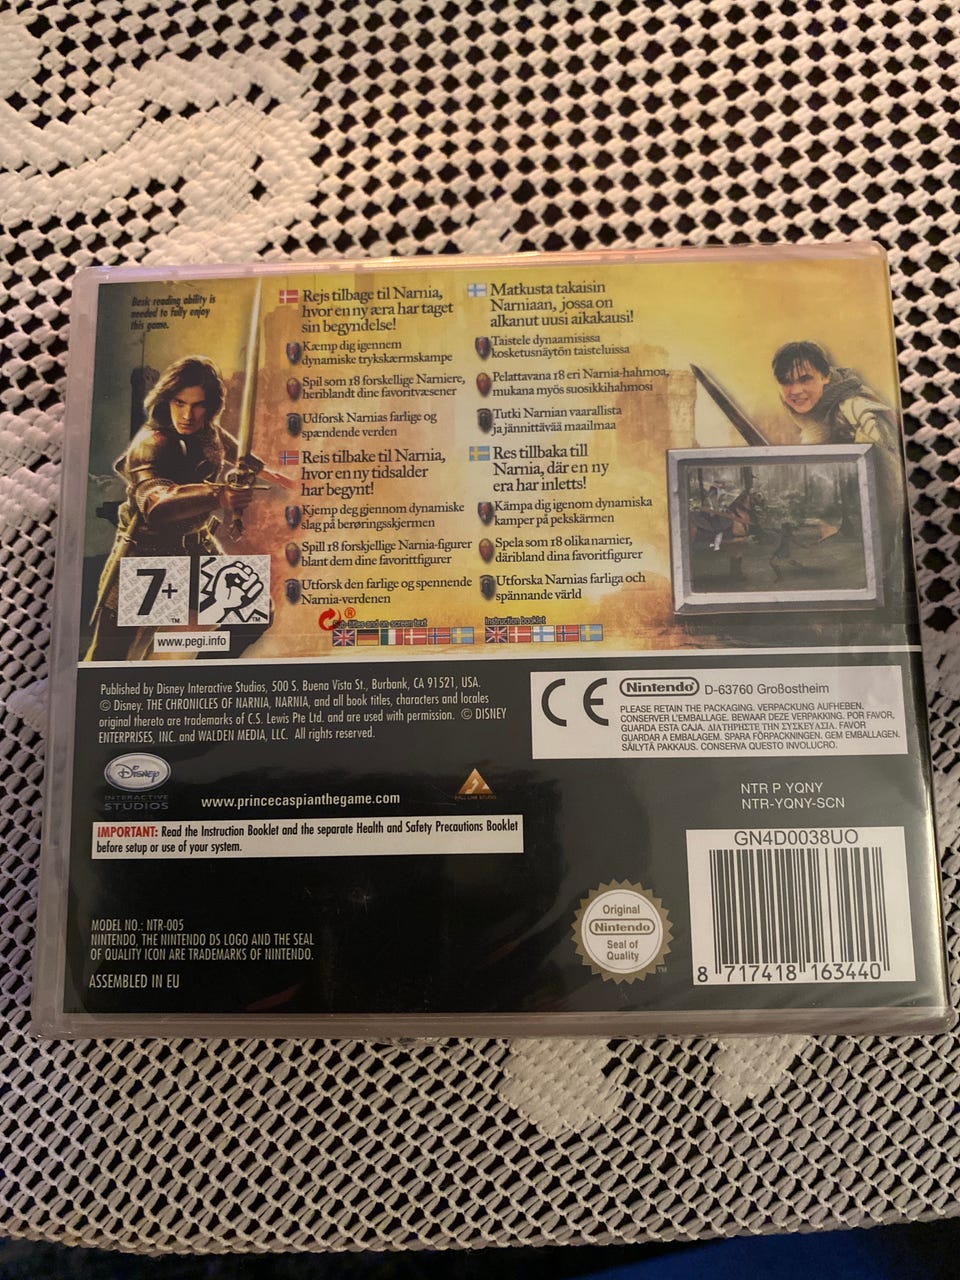 Basic reading ability is
needed to fully enjoy
this game.
Rejs tilbage til Narnia,
hvor en ny æra har taget
sin begyndelse!
Kæmp dig igennem
dynamiske trykskærmskampe
Spil som 18 forskellige Narniere,
heriblandt dine favoritvæsener
Udforsk Narnias farlige og
spændende verden
Matkusta takaisin
Narniaan, jossa on
alkanut uusi aikakausi!
Taistele dynaamisissa
kosketusnäytön taisteluissa
Pelattavana 18 eri Narnia-hahmoa,
mukana myös suosikkihahmosi
Tutki Narnian vaarallista
ja jännittävää maailmaa
Reis tilbake til Narnia,
hvor en ny tidsalder
har begynt!
Kjemp deg gjennom dynamiske
slag på berøringsskjermen
Spill 18 forskjellige Narnia-figurer
blant dem dine favorittfigurer
Utforsk den farlige og spennende
Narnia-verdenen
Res tillbaka till
Narnia, där en ny
era har inletts!
Kämpa dig igenom dynamiska
kamper på pekskärmen
Spela som 18 olika narnier,
däribland dina favoritfigurer
Utforska Narnias farliga och
spännande värld
7+
TM
TM
www.pegi.info
®
Sub-titles and on screen text
Instruction booklet
Published by Disney Interactive Studios, 500 S. Buena Vista St., Burbank, CA 91521, USA.
© Disney. THE CHRONICLES OF NARNIA, NARNIA, and all book titles, characters and locales
original thereto are trademarks of C.S. Lewis Pte Ltd. and are used with permission. © DISNEY
ENTERPRISES, INC. and WALDEN MEDIA, LLC. All rights reserved.
CE Nintendo D-63760 Großostheim
PLEASE RETAIN THE PACKAGING. VERPACKUNG AUFHEBEN.
CONSERVER L'EMBALLAGE. BEWAAR DEZE VERPAKKING. POR FAVOR,
GUARDA ESTA CAJA. ΔΙΑΤΗΡΗΣΤΕ ΤΗΝ ΣΥΣΚΕΥΑΣΙΑ. FAVOR
GUARDAR A EMBALAGEM. SPARA FÖRPACKNINGEN. GEM EMBALLAGEN.
SÄILYTÄ PAKKAUS. CONSERVA QUESTO INVOLUCRO.
Disney
INTERACTIVE
STUDIOS
www.princecaspianthegame.com
NTR P YQNY
NTR-YQNY-SCN
IMPORTANT: Read the Instruction Booklet and the separate Health and Safety Precautions Booklet
before setup or use of your system.
GN4D0038UO
MODEL NO.: NTR-005
NINTENDO, THE NINTENDO DS LOGO AND THE SEAL
OF QUALITY ICON ARE TRADEMARKS OF NINTENDO.
ASSEMBLED IN EU
Original
Nintendo
Seal of
Quality
TM
8 717418 163440